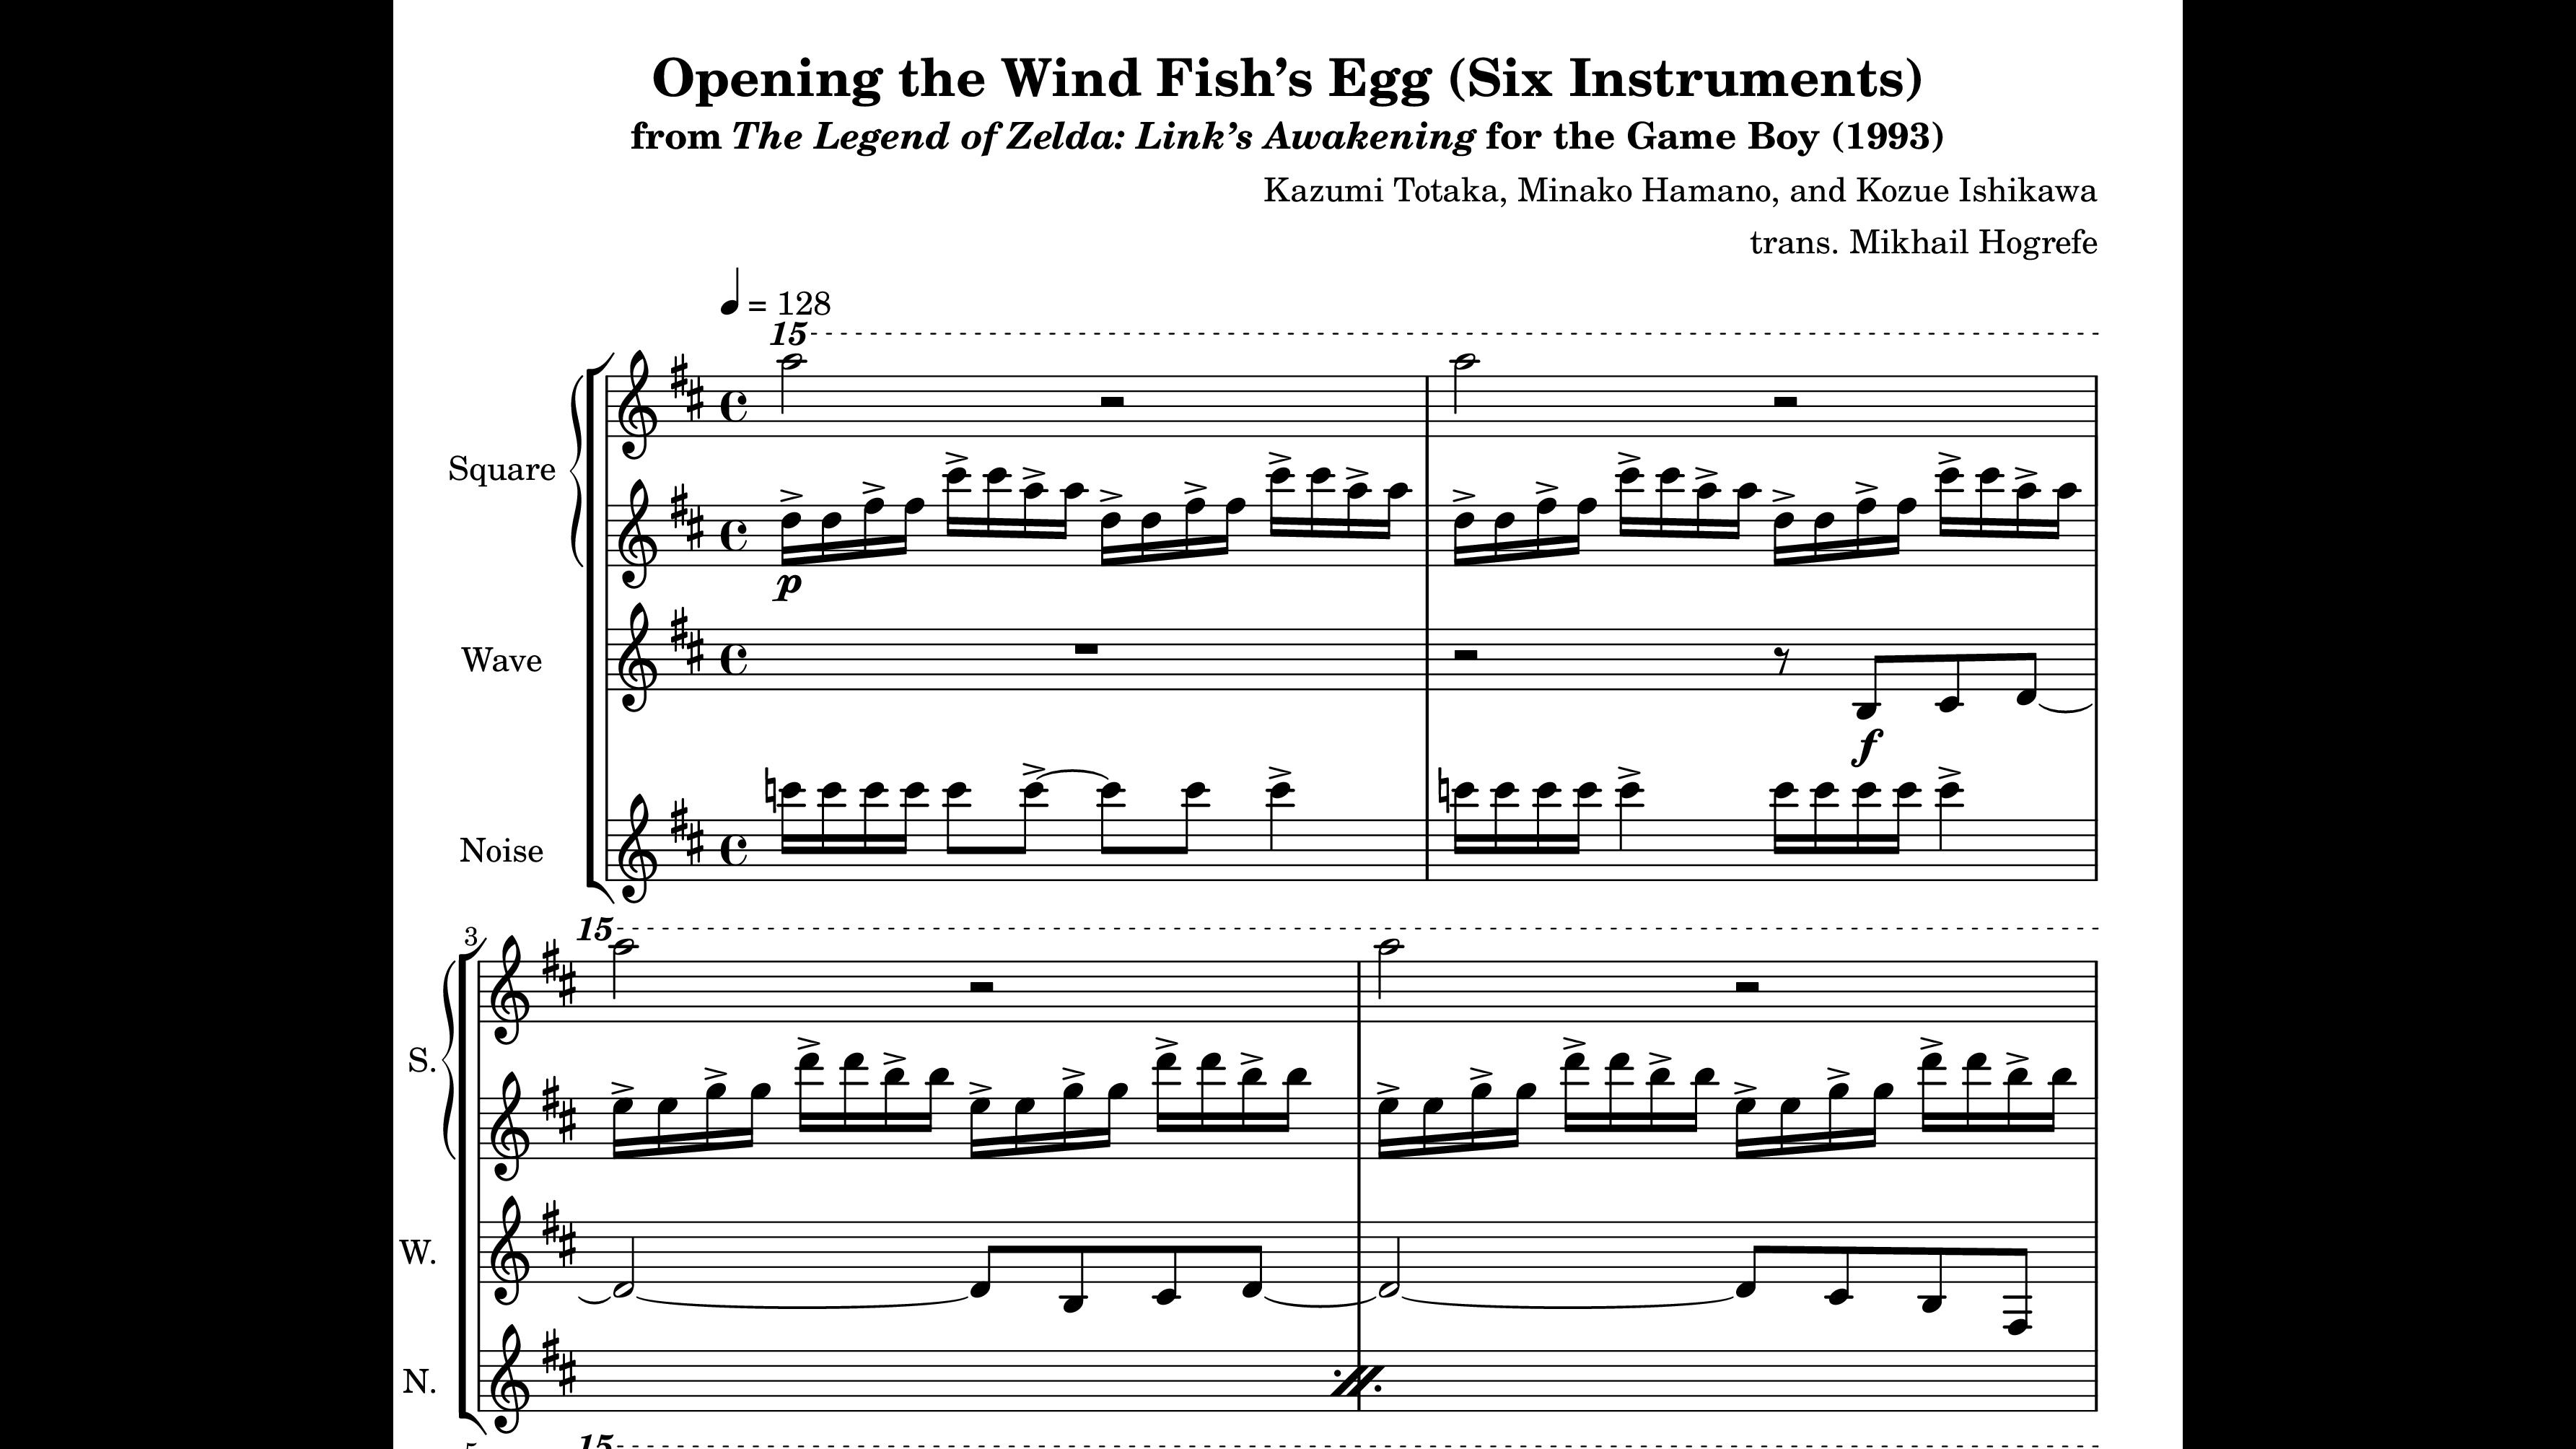 Opening the Wind Fish’s Egg (Six Instruments)
from The Legend of Zelda: Link’s Awakening for the Game Boy (1993)
Kazumi Totaka, Minako Hamano, and Kozue Ishikawa
trans. Mikhail Hogrefe
= 128
15
Square
p
Wave
f
Noise
3
15
S.
W.
N.
5
15